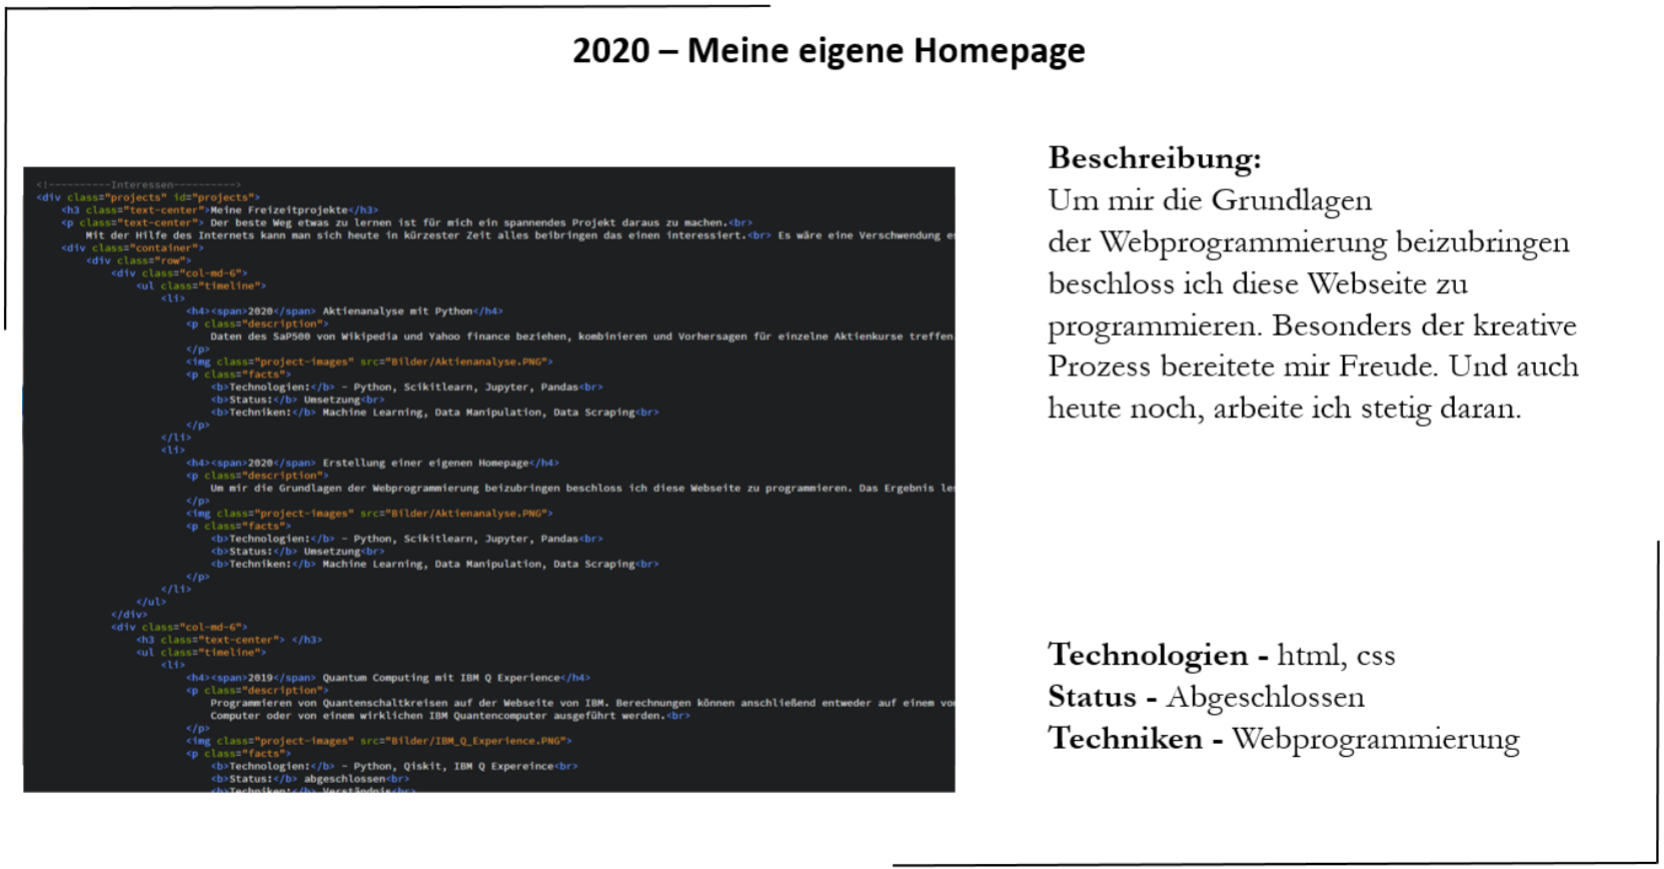 2020 – Meine eigene Homepage
<!----------Interessen---------->
<div class="projects" id="projects">
<h3 class="text-center">Meine Freizeitprojekte</h3>
<p class="text-center"> Der beste Weg etwas zu lernen ist für mich ein spannendes Projekt daraus zu machen.<br>
Mit der Hilfe des Internets kann man sich heute in kürzester Zeit alles beibringen das einen interessiert.<br> Es wäre eine Verschwendung
<div class="container">
<div class="row">
<div class="col-md-6">
<ul class="timeline">
<li>
<h4><span>2020</span> Aktienanalyse mit Python</h4>
<p class="description">
Daten des SaP500 von Wikipedia und Yahoo finance beziehen, kombinieren und Vorhersagen für einzelne Aktienkurse treffen
</p>
<img class="project-images" src="Bilder/Aktienanalyse.PNG">
<p class="facts">
<b>Technologien:</b> - Python, Scikitlearn, Jupyter, Pandas<br>
<b>Status:</b> Umsetzung<br>
<b>Techniken:</b> Machine Learning, Data Manipulation, Data Scraping<br>
</p>
</li>
<li>
<h4><span>2020</span> Erstellung einer eigenen Homepage</h4>
<p class="description">
Um mir die Grundlagen der Webprogrammierung beizubringen beschloss ich diese Webseite zu programmieren. Das Ergebnis
</p>
<img class="project-images" src="Bilder/Aktienanalyse.PNG">
<p class="facts">
<b>Technologien:</b> - Python, Scikitlearn, Jupyter, Pandas<br>
<b>Status:</b> Umsetzung<br>
<b>Techniken:</b> Machine Learning, Data Manipulation, Data Scraping<br>
</p>
</li>
</ul>
</div>
<div class="col-md-6">
<h3 class="text-center"> </h3>
<ul class="timeline">
<li>
<h4><span>2019</span> Quantum Computing mit IBM Q Experience</h4>
<p class="description">
Programmieren von Quantenschaltkreisen auf der Webseite von IBM. Berechnungen können anschließend entweder auf einem
Computer oder von einem wirklichen IBM Quantencomputer ausgeführt werden.<br>
</p>
<img class="project-images" src="Bilder/IBM_Q_Experience.PNG">
<p class="facts">
<b>Technologien:</b> - Python, Qiskit, IBM Q Expereince<br>
<b>Status:</b> abgeschlossen<br>
<b>Techniken:</b> Verständnis<br>
Beschreibung:
Um mir die Grundlagen
der Webprogrammierung beizubringen
beschloss ich diese Webseite zu
programmieren. Besonders der kreative
Prozess bereitete mir Freude. Und auch
heute noch, arbeite ich stetig daran.
Technologien - html, css
Status - Abgeschlossen
Techniken - Webprogrammierung